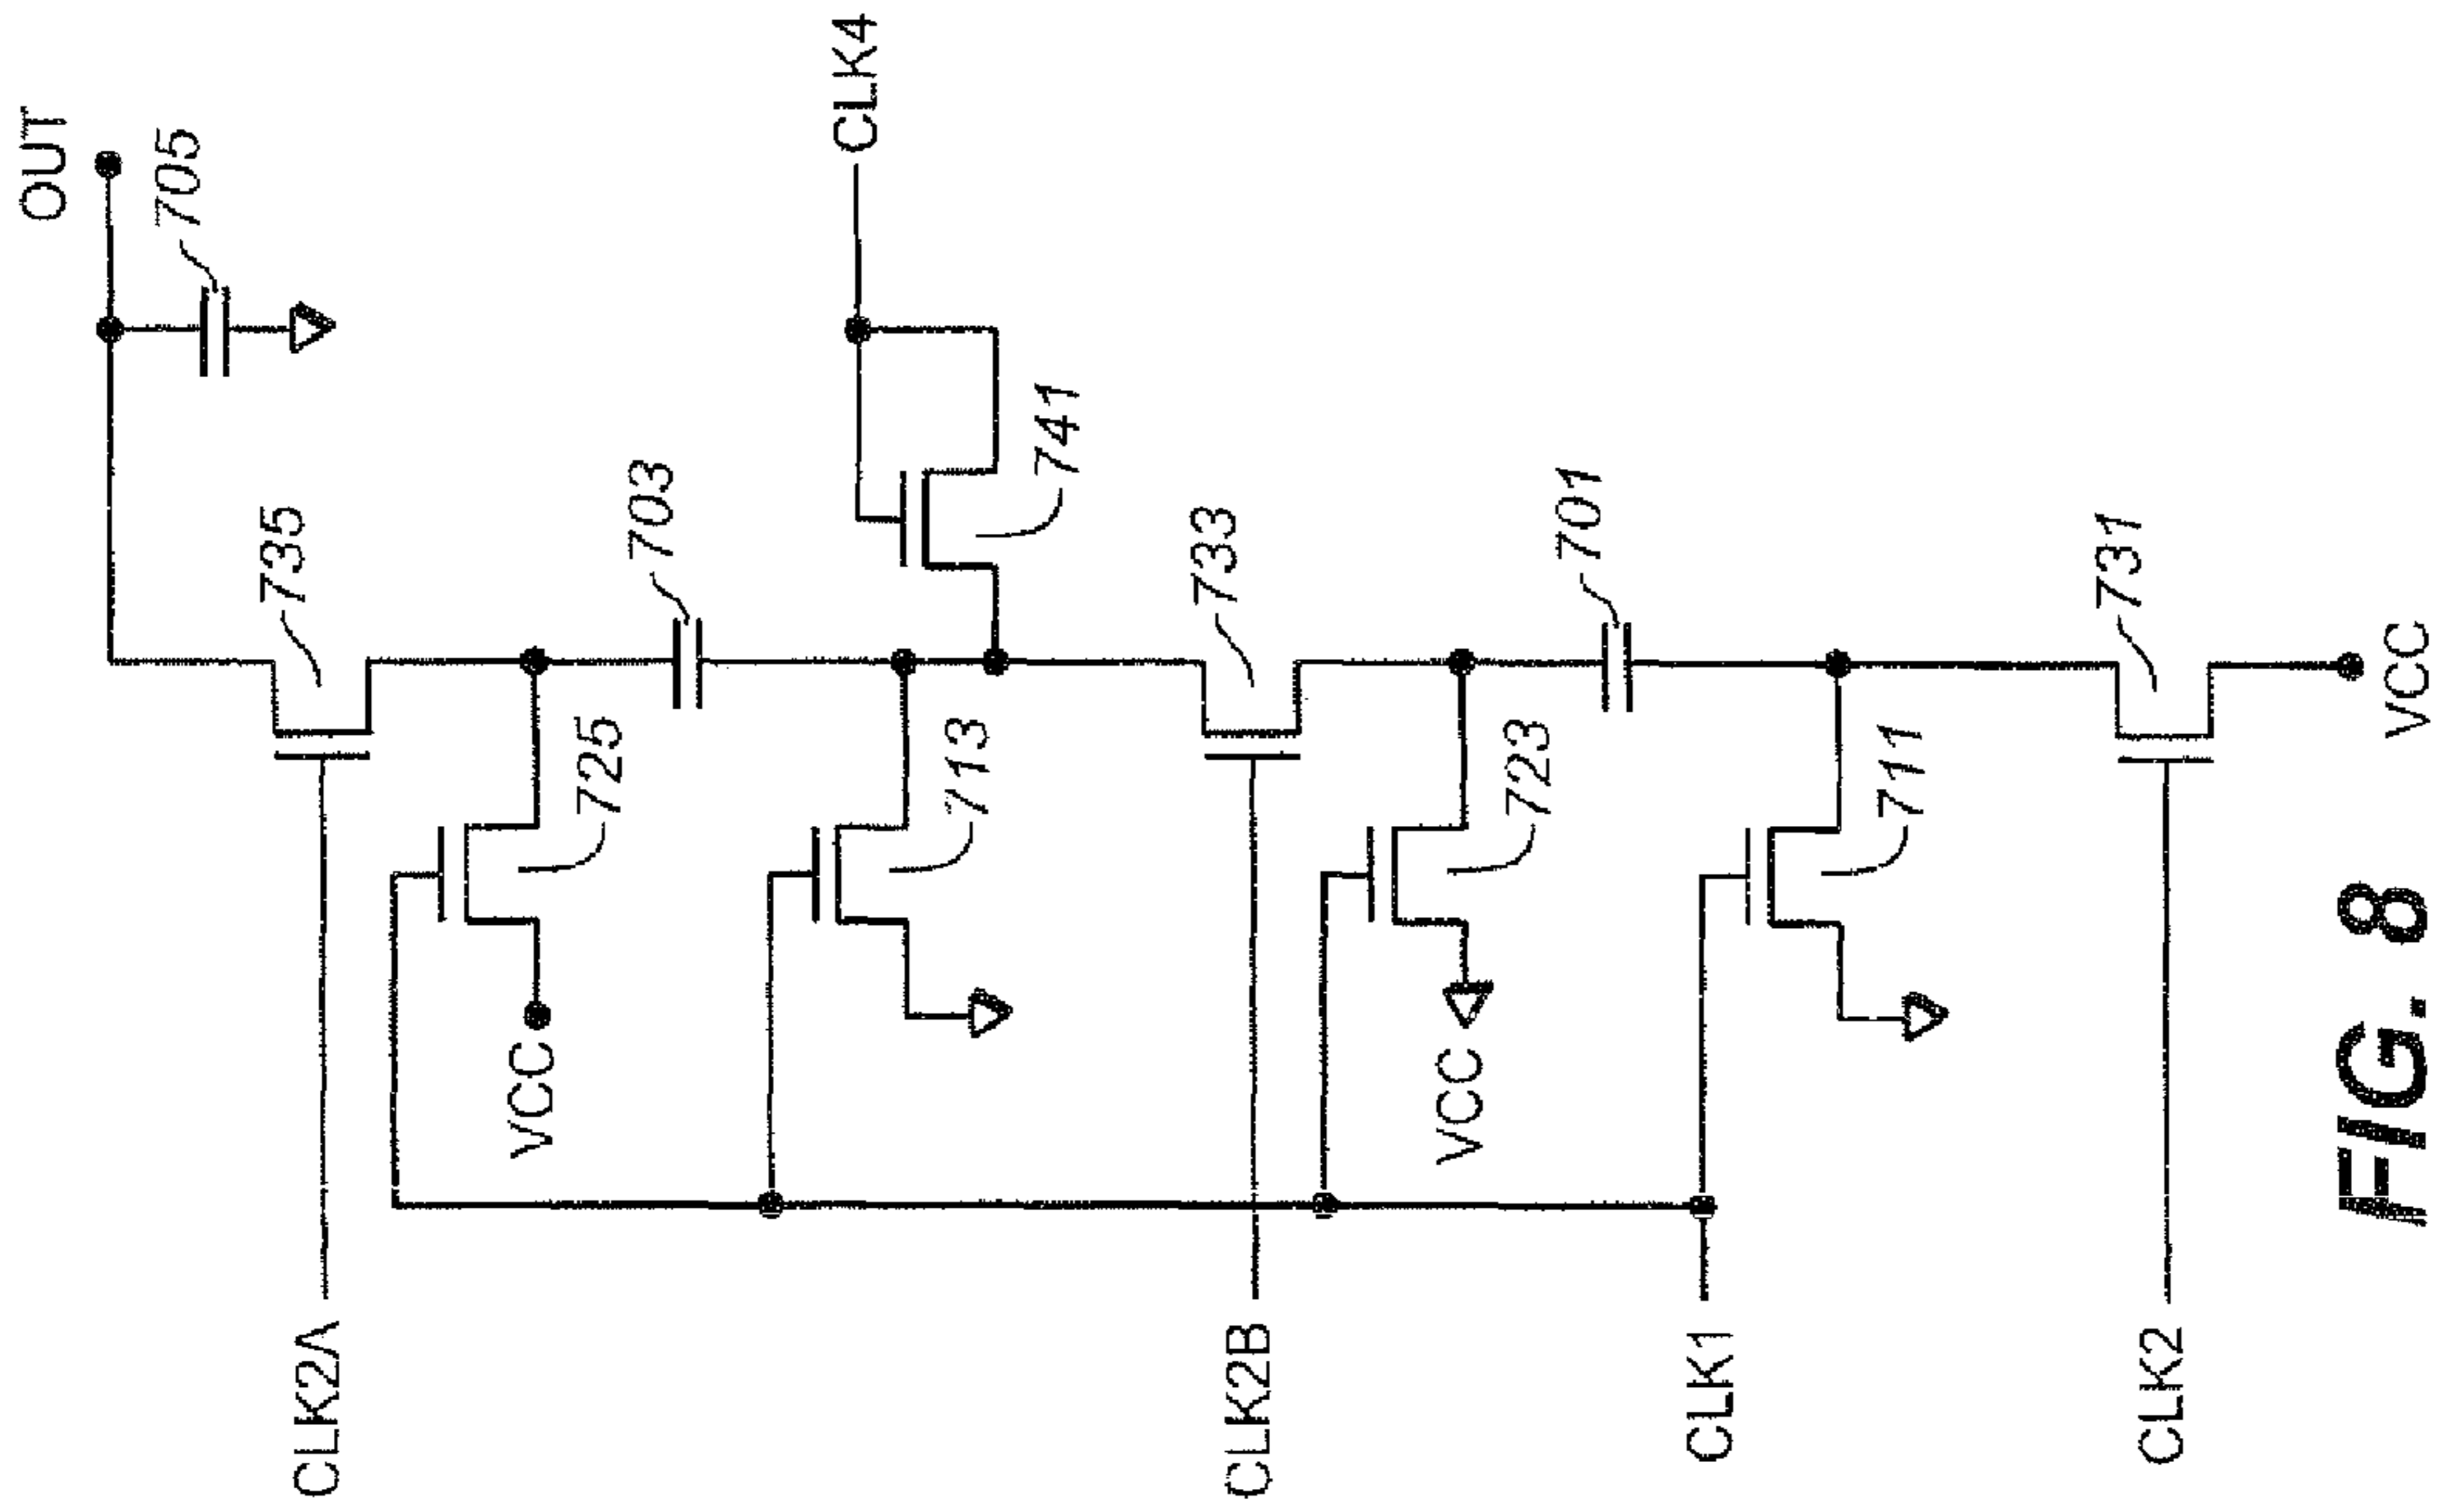 OUT
705
735
CLK2A
VCC
725
703
CLK4
713
741
733
CLK2B
VCC
723
701
CLK1
711
731
CLK2
VCC
FIG. 8